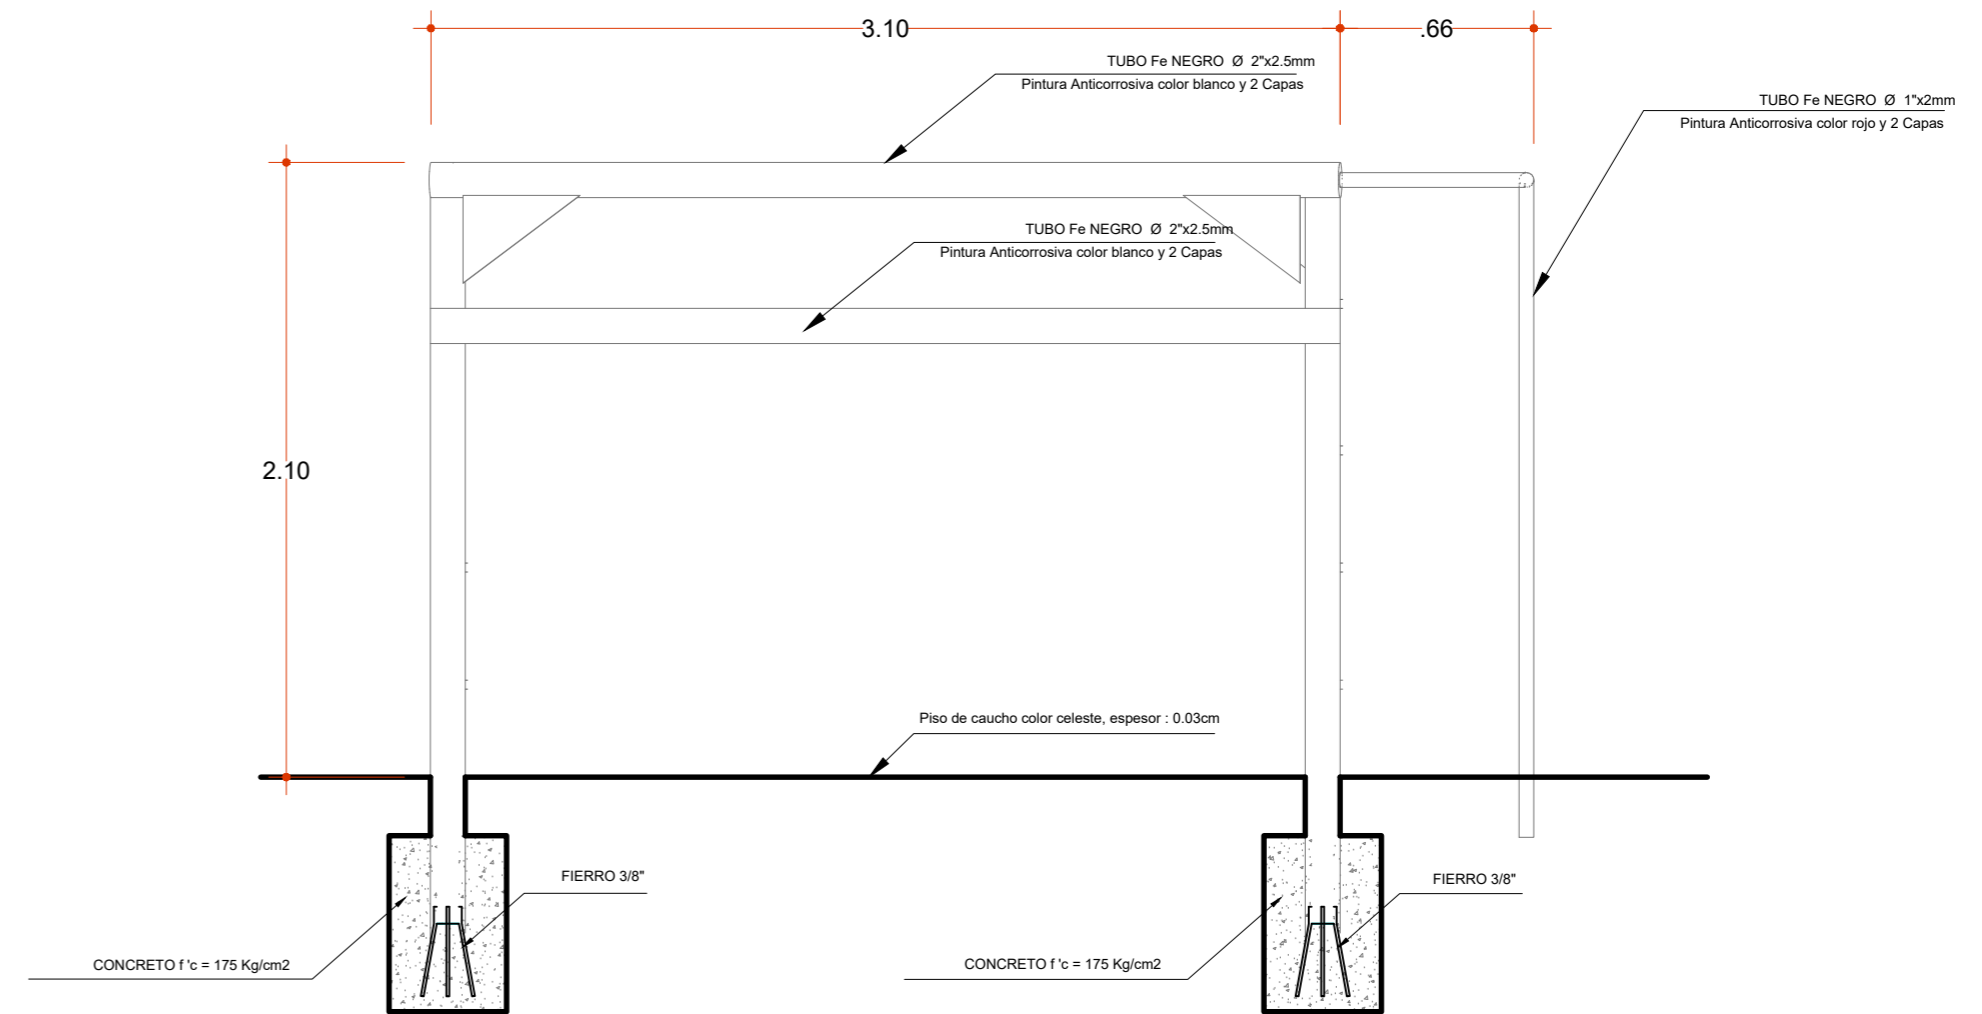 3.10
.66
TUBO Fe NEGRO Ø 2"x2.5mm
Pintura Anticorrosiva color blanco y 2 Capas
TUBO Fe NEGRO Ø 1"x2mm
Pintura Anticorrosiva color rojo y 2 Capas
TUBO Fe NEGRO Ø 2"x2.5mm
Pintura Anticorrosiva color blanco y 2 Capas
2.10
Piso de caucho color celeste, espesor : 0.03cm
FIERRO 3/8"
FIERRO 3/8"
CONCRETO f 'c = 175 Kg/cm2
CONCRETO f 'c = 175 Kg/cm2